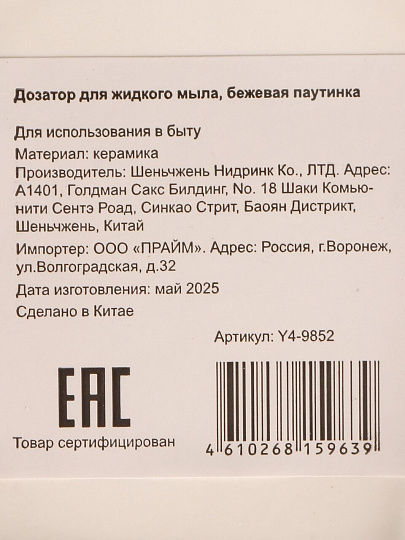 Дозатор для жидкого мыла, бежевая паутинка
Для использования в быту
Материал: керамика
Производитель: Шеньчжень Нидринк Ко., ЛТД. Адрес:
А1401, Голдман Сакс Билдинг, No. 18 Шаки Комью-
нити Сентэ Роад, Синкао Стрит, Баоян Дистрикт,
Шеньчжень, Китай
Импортер: ООО «ПРАЙМ». Адрес: Россия, г.Воронеж,
ул.Волгоградская, д.32
Дата изготовления: май 2025
Сделано в Китае
Артикул: Y4-9852
EAC
Товар сертифицирован
4 610268 159639